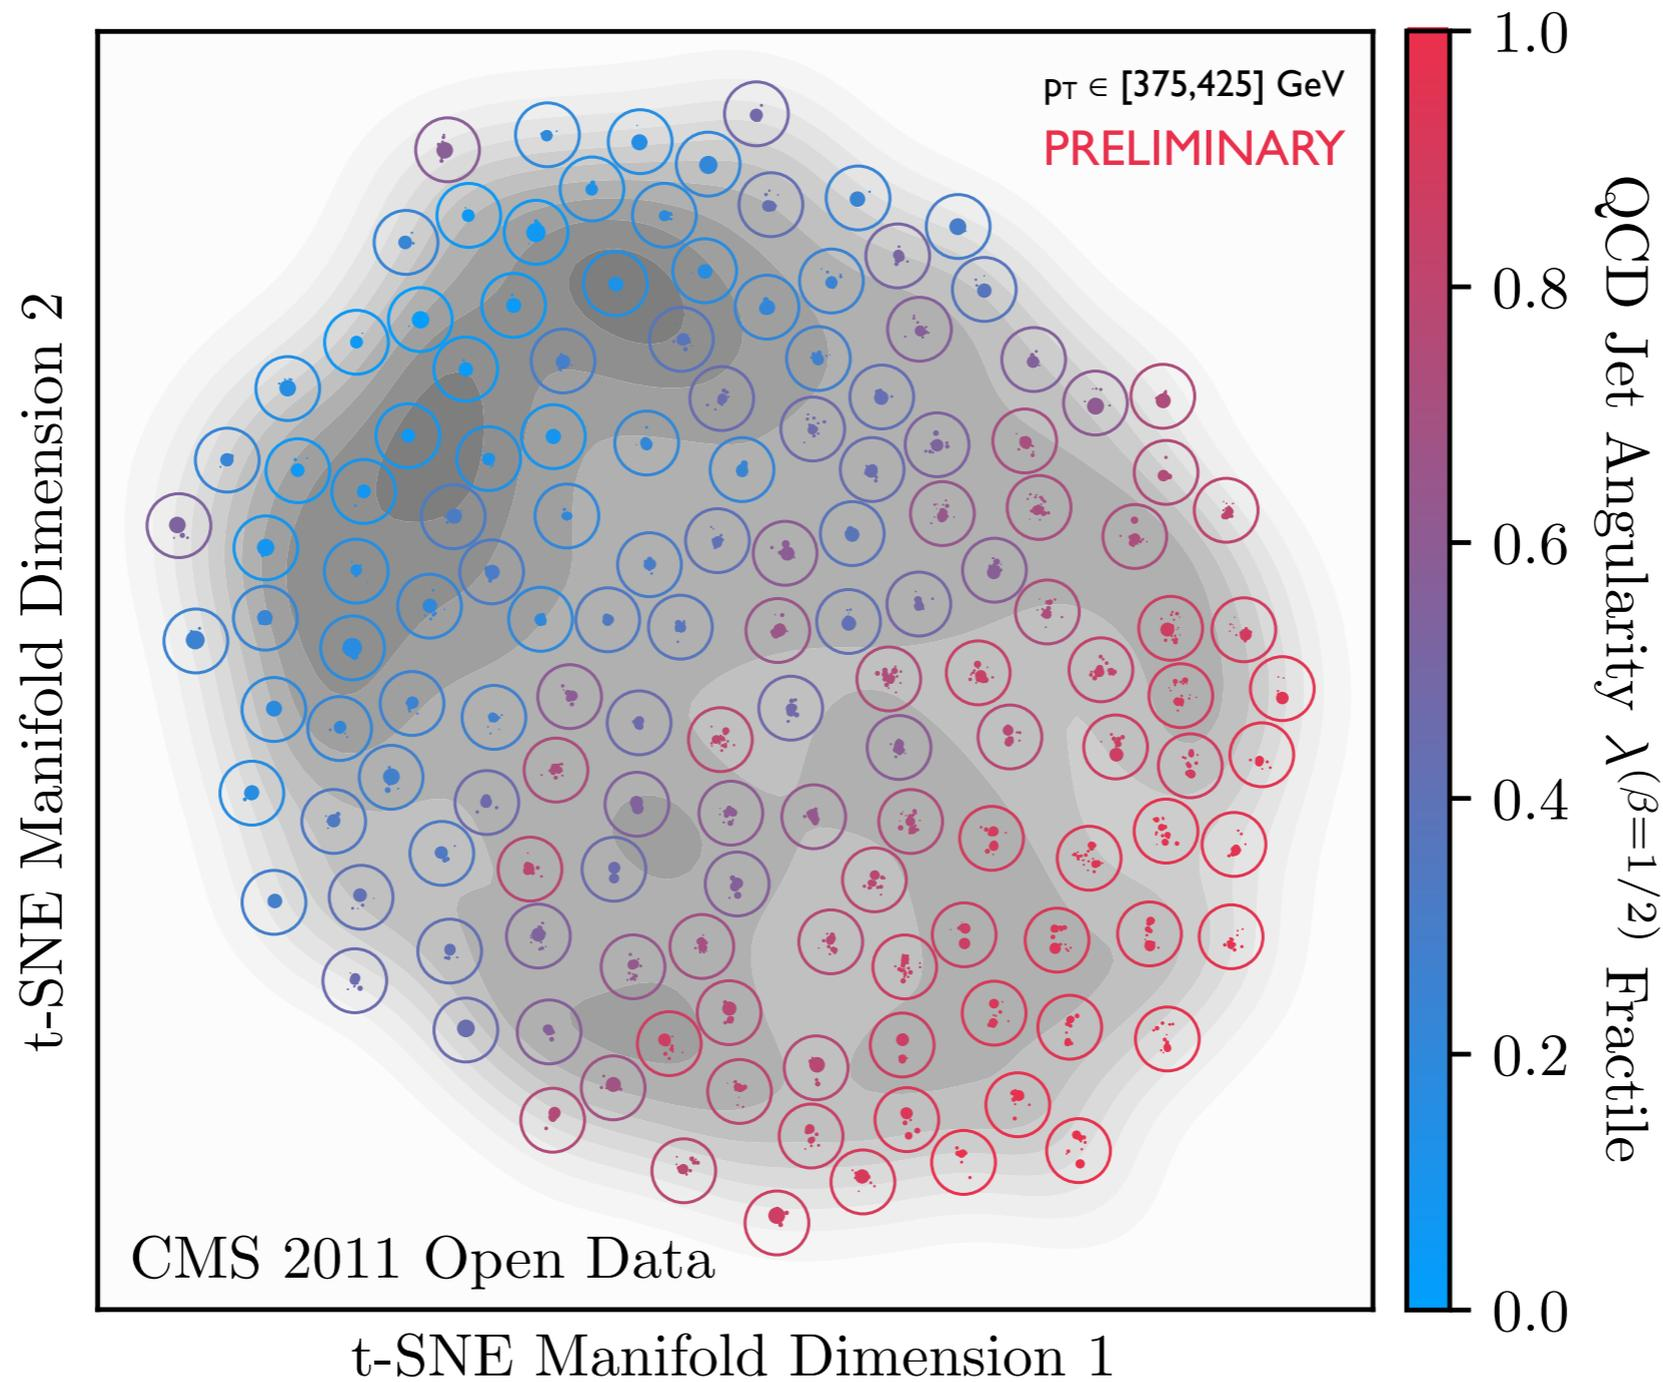 pT ∈ [375,425] GeV
PRELIMINARY
CMS 2011 Open Data
t-SNE Manifold Dimension 1
t-SNE Manifold Dimension 2
1.0
0.8
0.6
0.4
0.2
0.0
QCD Jet Angularity λ(β=1/2) Fractile